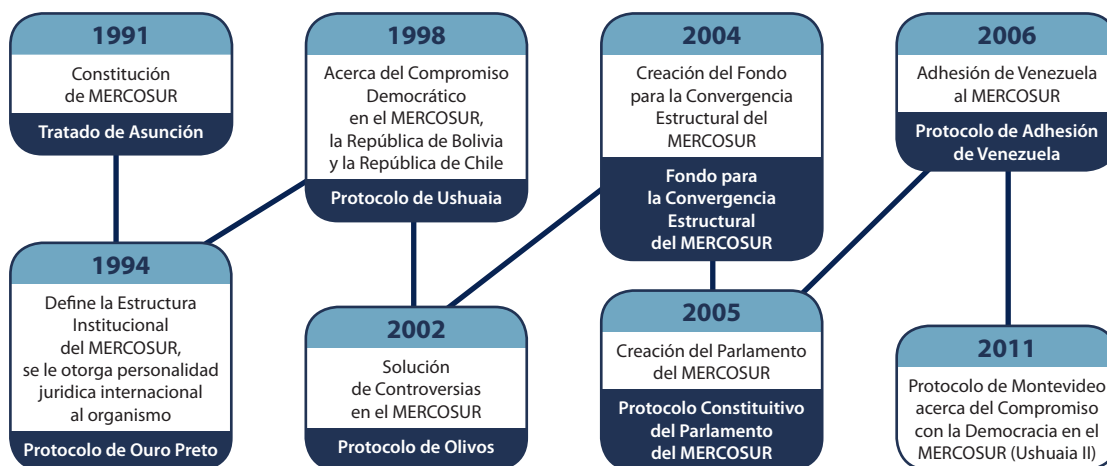 1991
Constitución
de MERCOSUR
Tratado de Asunción
1994
Define la Estructura
Institucional
del MERCOSUR,
se le otorga personalidad
juridica internacional
al organismo
Protocolo de Ouro Preto
1998
Acerca del Compromiso
Democrático
en el MERCOSUR,
la República de Bolivia
y la República de Chile
Protocolo de Ushuaia
2002
Solución
de Controversias
en el MERCOSUR
Protocolo de Olivos
2004
Creación del Fondo
para la Convergencia
Estructural del
MERCOSUR
Fondo para
la Convergencia
Estructural
del MERCOSUR
2005
Creación del Parlamento
del MERCOSUR
Protocolo Constituitivo
del Parlamento
del MERCOSUR
2006
Adhesión de Venezuela
al MERCOSUR
Protocolo de Adhesión
de Venezuela
2011
Protocolo de Montevideo
acerca del Compromiso
con la Democracia en el
MERCOSUR (Ushuaia II)